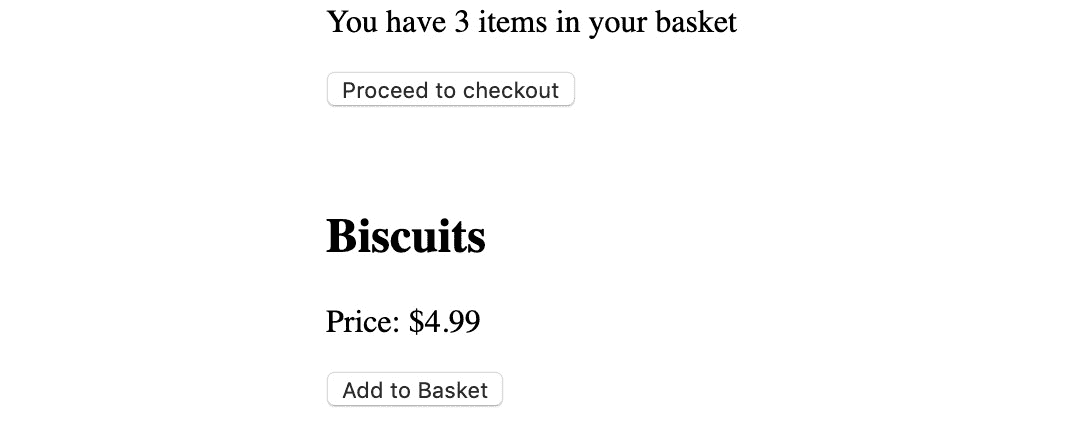 You have 3 items in your basket
Proceed to checkout
Biscuits
Price: $4.99
Add to Basket